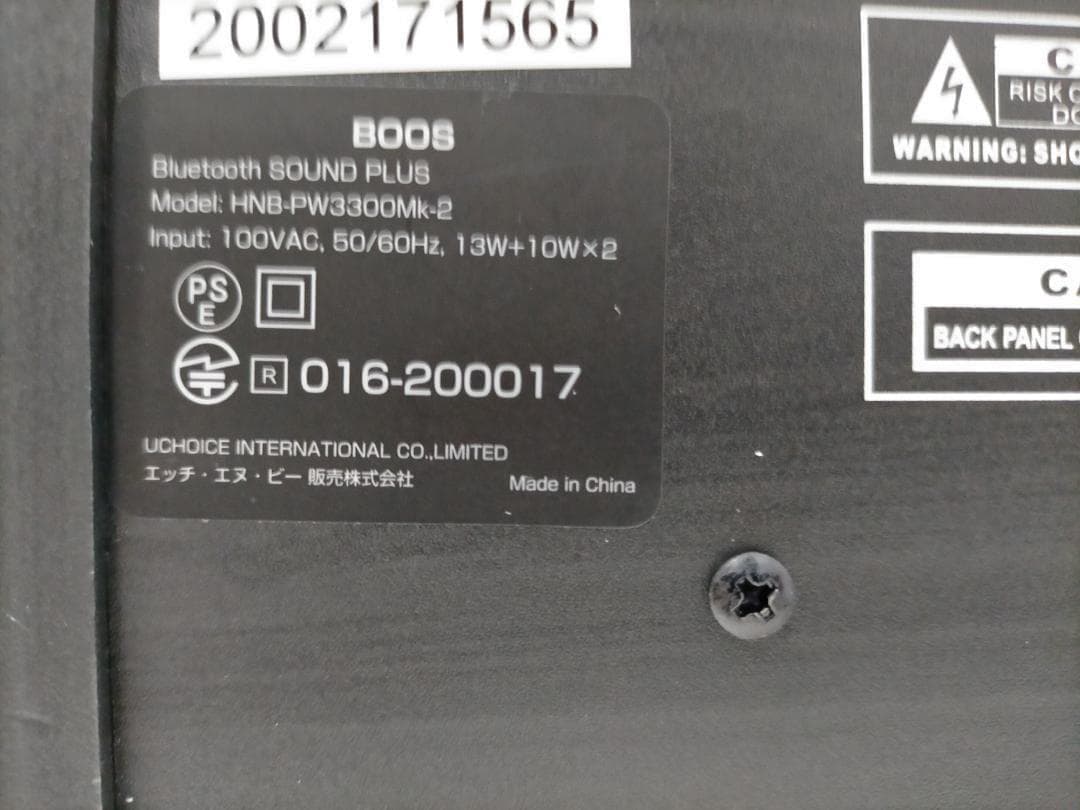 2002171565
BOOS
Bluetooth SOUND PLUS
Model: HNB-PW3300Mk-2
Input: 100VAC, 50/60Hz, 13W+10W×2
PS
E
R 016-200017
UCHOICE INTERNATIONAL CO.,LIMITED
エッチ・エヌ・ビー 販売株式会社
Made in China
RISK
WARNING:
BACK PANEL